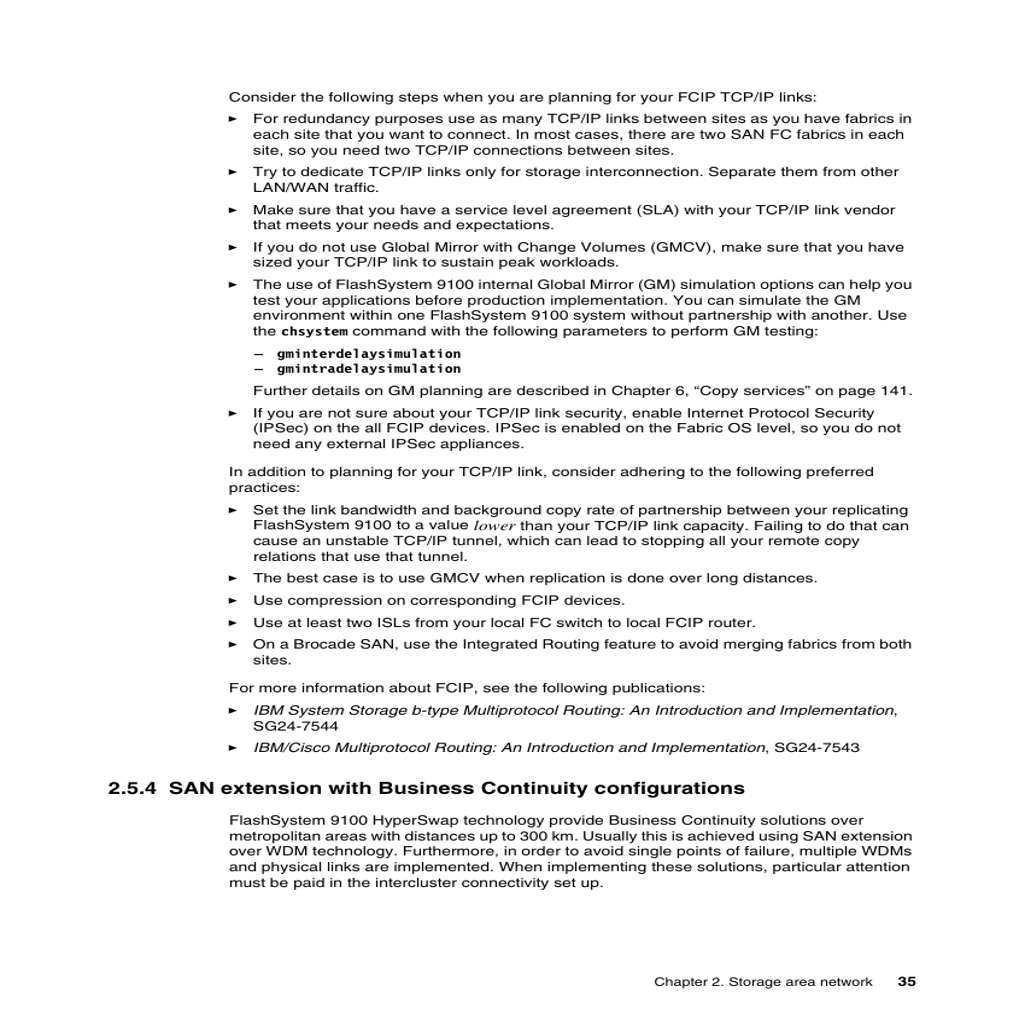 Consider the following steps when you are planning for your FCIP TCP/IP links:
► For redundancy purposes use as many TCP/IP links between sites as you have fabrics in
each site that you want to connect. In most cases, there are two SAN FC fabrics in each
site, so you need two TCP/IP connections between sites.
► Try to dedicate TCP/IP links only for storage interconnection. Separate them from other
LAN/WAN traffic.
► Make sure that you have a service level agreement (SLA) with your TCP/IP link vendor
that meets your needs and expectations.
► If you do not use Global Mirror with Change Volumes (GMCV), make sure that you have
sized your TCP/IP link to sustain peak workloads.
► The use of FlashSystem 9100 internal Global Mirror (GM) simulation options can help you
test your applications before production implementation. You can simulate the GM
environment within one FlashSystem 9100 system without partnership with another. Use
the chsystem command with the following parameters to perform GM testing:
– gminterdelaysimulation
– gmintradelaysimulation
Further details on GM planning are described in Chapter 6, “Copy services” on page 141.
► If you are not sure about your TCP/IP link security, enable Internet Protocol Security
(IPSec) on the all FCIP devices. IPSec is enabled on the Fabric OS level, so you do not
need any external IPSec appliances.
In addition to planning for your TCP/IP link, consider adhering to the following preferred
practices:
► Set the link bandwidth and background copy rate of partnership between your replicating
FlashSystem 9100 to a value lower than your TCP/IP link capacity. Failing to do that can
cause an unstable TCP/IP tunnel, which can lead to stopping all your remote copy
relations that use that tunnel.
► The best case is to use GMCV when replication is done over long distances.
► Use compression on corresponding FCIP devices.
► Use at least two ISLs from your local FC switch to local FCIP router.
► On a Brocade SAN, use the Integrated Routing feature to avoid merging fabrics from both
sites.
For more information about FCIP, see the following publications:
► IBM System Storage b-type Multiprotocol Routing: An Introduction and Implementation,
SG24-7544
► IBM/Cisco Multiprotocol Routing: An Introduction and Implementation, SG24-7543
2.5.4 SAN extension with Business Continuity configurations
FlashSystem 9100 HyperSwap technology provide Business Continuity solutions over
metropolitan areas with distances up to 300 km. Usually this is achieved using SAN extension
over WDM technology. Furthermore, in order to avoid single points of failure, multiple WDMs
and physical links are implemented. When implementing these solutions, particular attention
must be paid in the intercluster connectivity set up.
Chapter 2. Storage area network 35